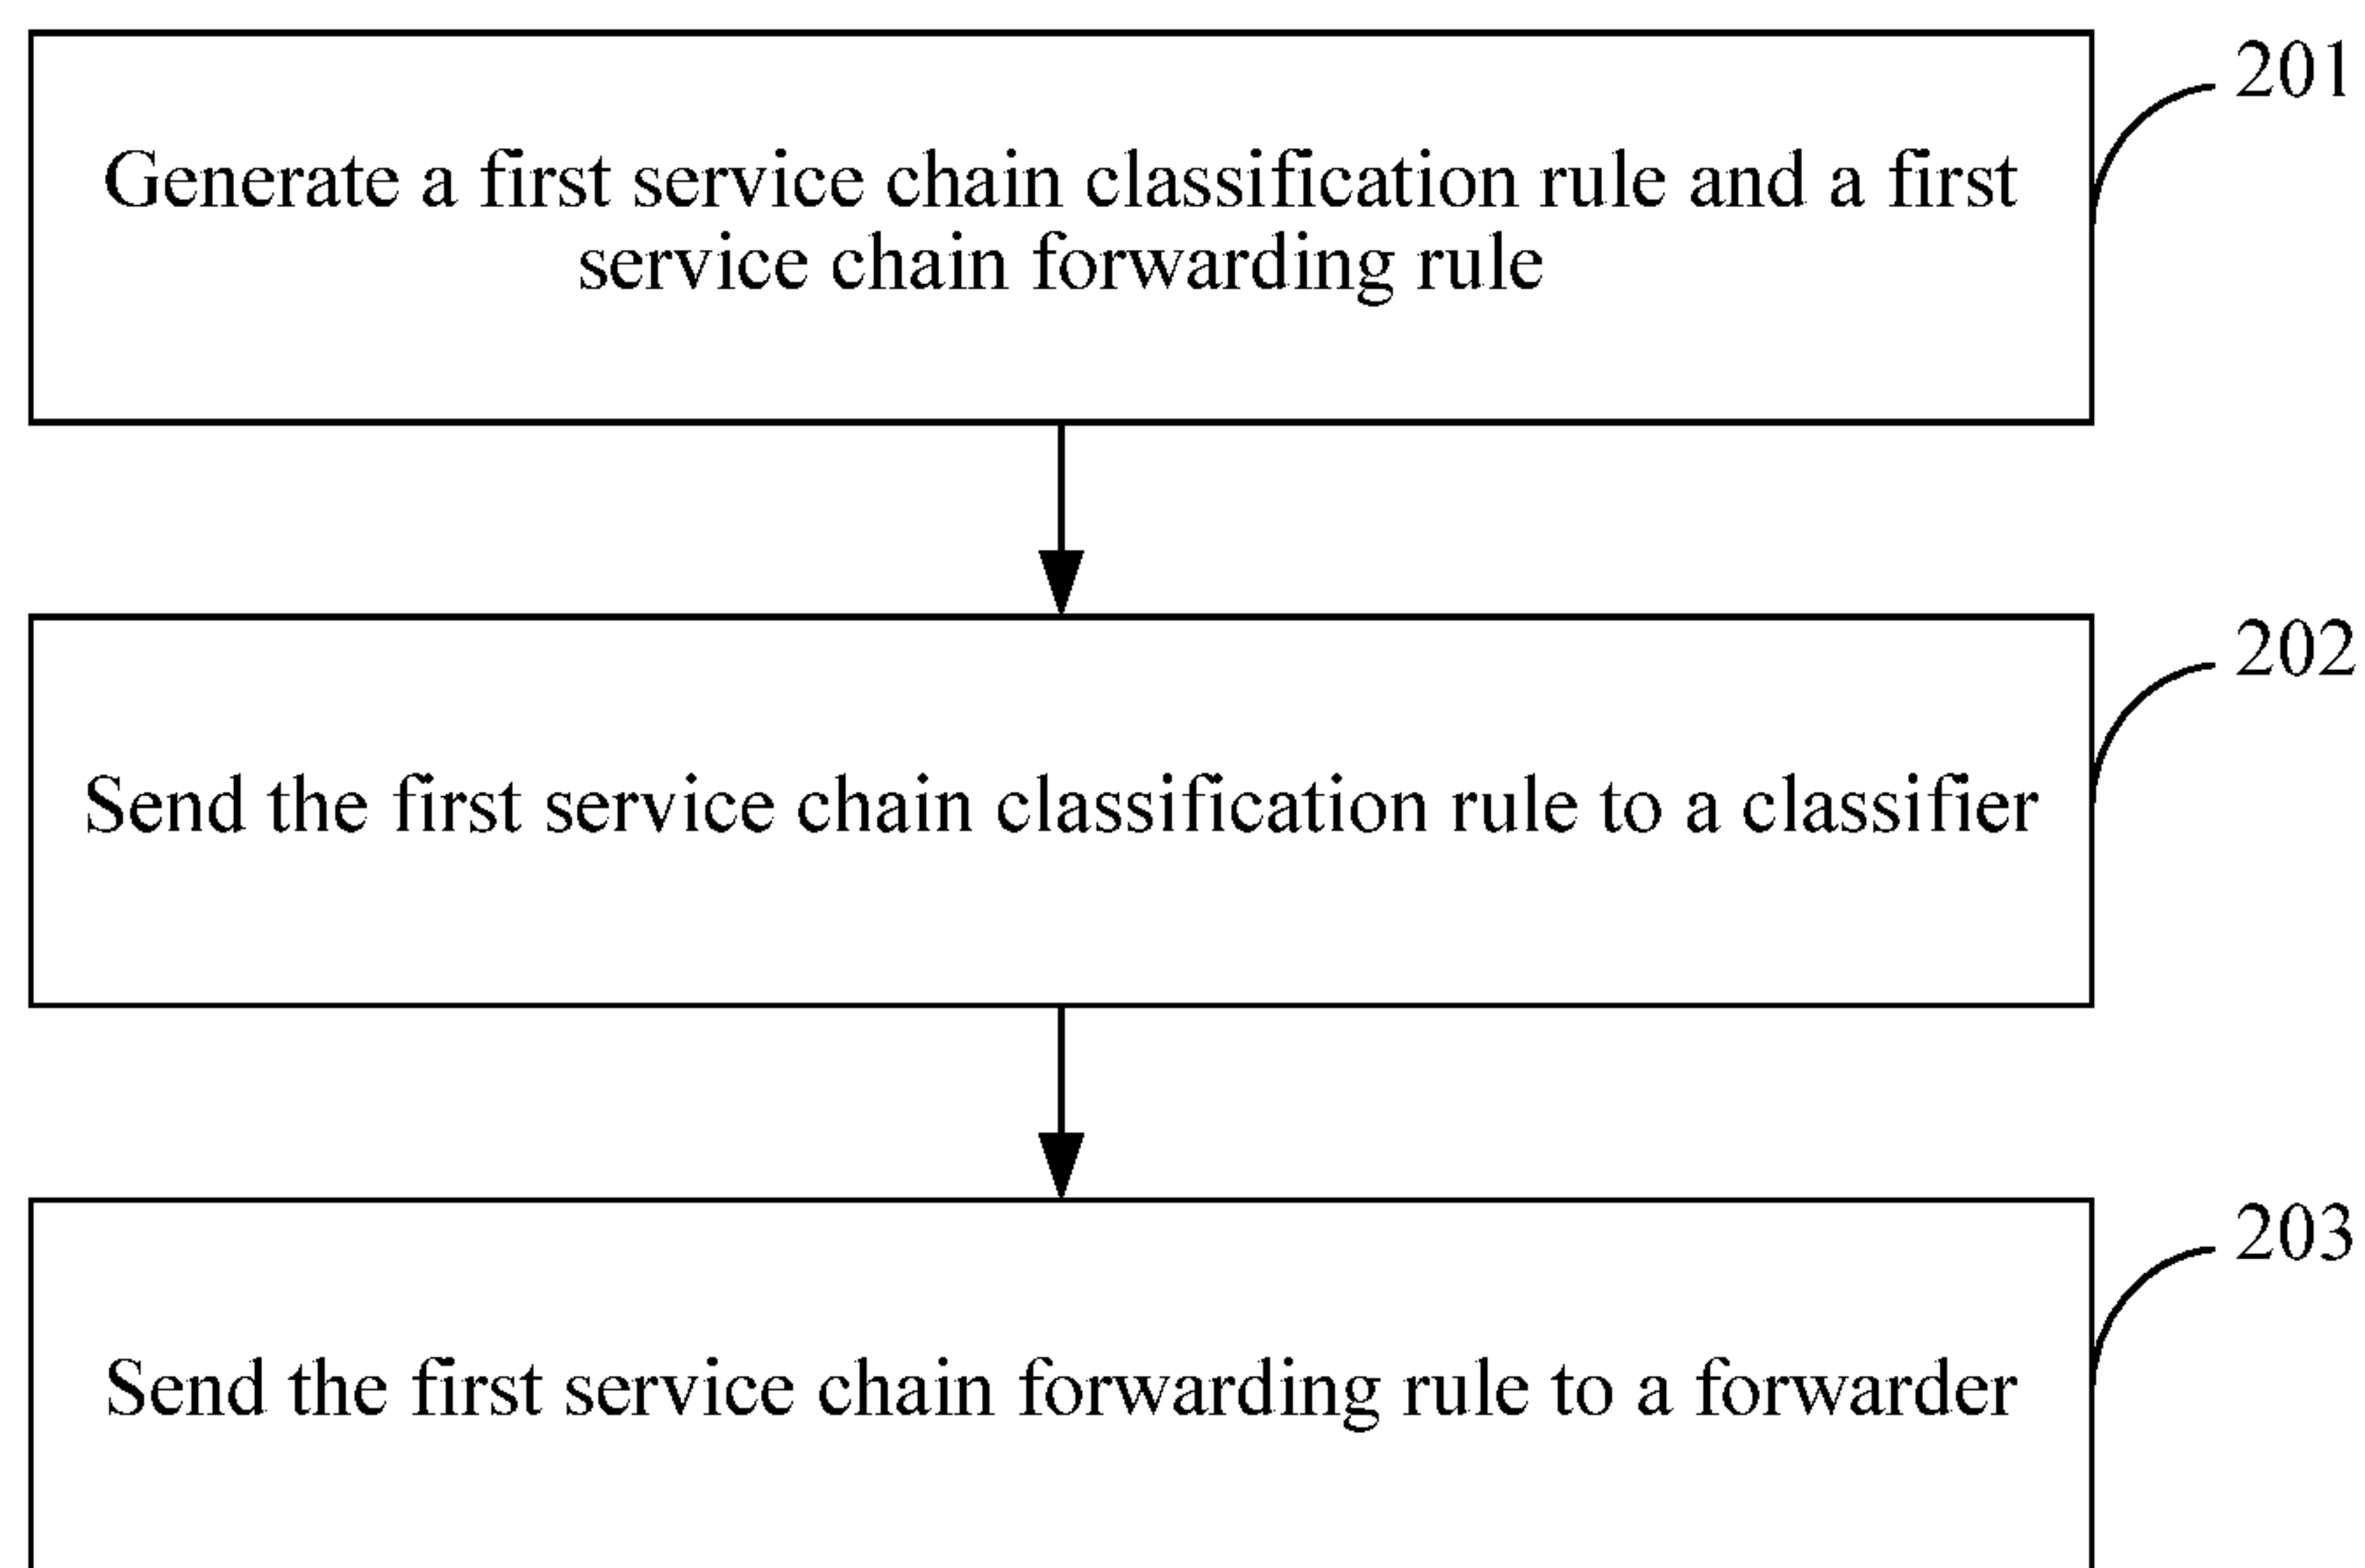 201
Generate a first service chain classification rule and a first
service chain forwarding rule
202
Send the first service chain classification rule to a classifier
203
Send the first service chain forwarding rule to a forwarder